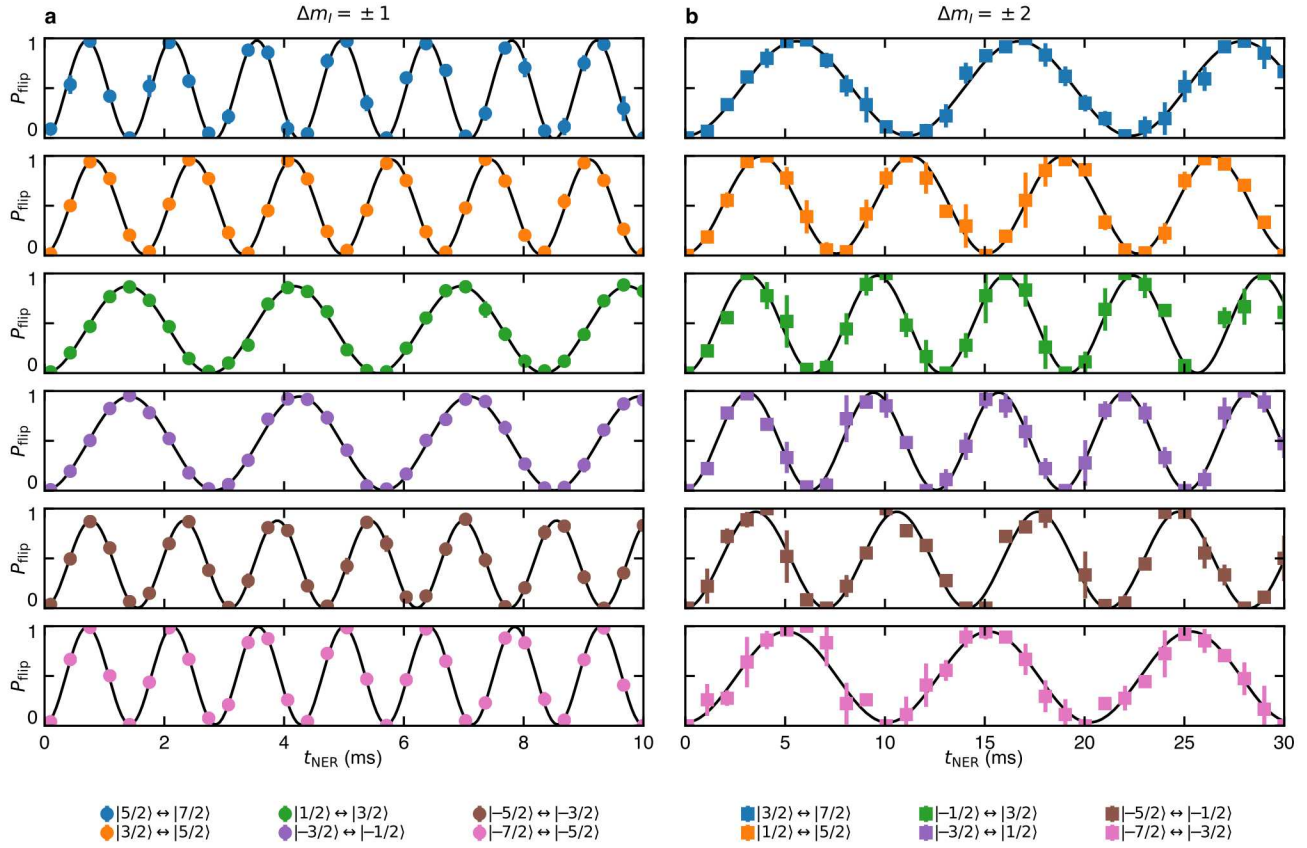 a
Δm_I = ±1
b
Δm_I = ±2
P_flip
1
0
P_flip
1
0
P_flip
1
0
P_flip
1
0
P_flip
1
0
P_flip
1
0
0 2 4 6 8 10
0 5 10 15 20 25 30
t_NER (ms)
t_NER (ms)
|5/2⟩ ↔ |7/2⟩ |1/2⟩ ↔ |3/2⟩ |−5/2⟩ ↔ |−3/2⟩
|3/2⟩ ↔ |5/2⟩ |−3/2⟩ ↔ |−1/2⟩ |−7/2⟩ ↔ |−5/2⟩
|3/2⟩ ↔ |7/2⟩ |−1/2⟩ ↔ |3/2⟩ |−5/2⟩ ↔ |−1/2⟩
|1/2⟩ ↔ |5/2⟩ |−3/2⟩ ↔ |1/2⟩ |−7/2⟩ ↔ |−3/2⟩